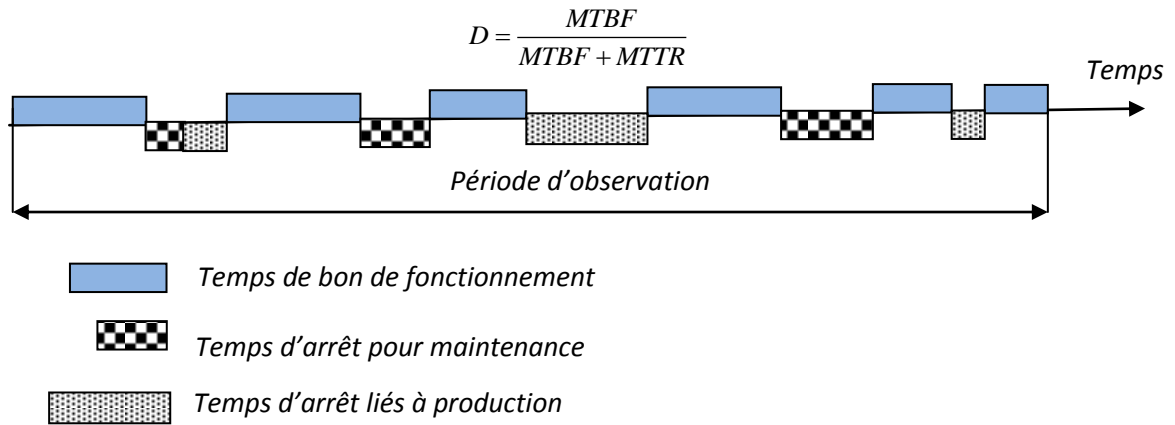 D = MTBF / (MTBF + MTTR)
Temps
Période d'observation
Temps de bon de fonctionnement
Temps d'arrêt pour maintenance
Temps d'arrêt liés à production